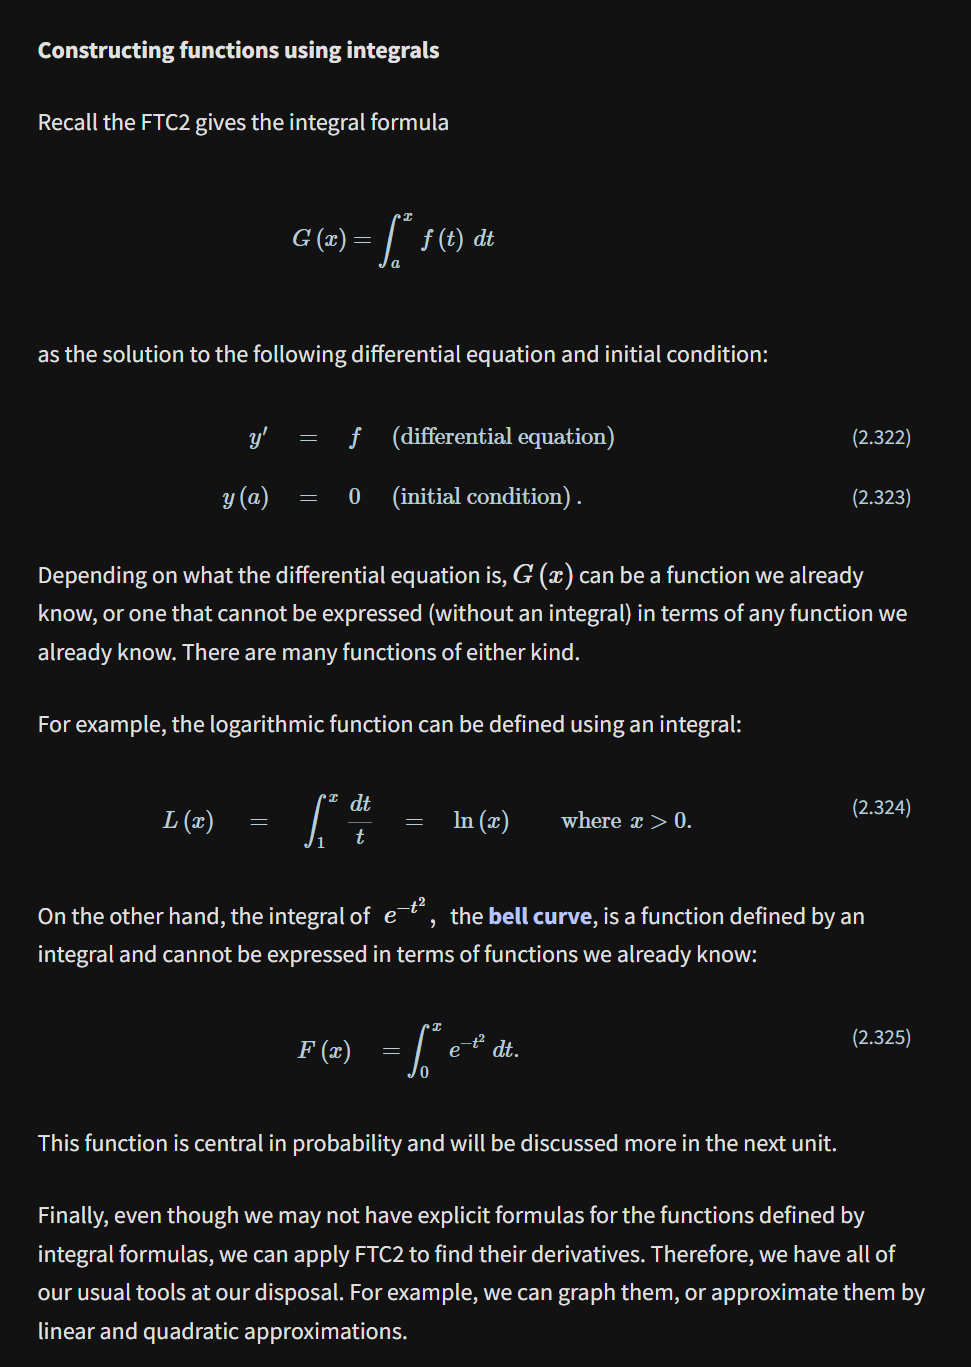 Constructing functions using integrals
Recall the FTC2 gives the integral formula
G (x) = ∫ₐˣ f (t) dt
as the solution to the following differential equation and initial condition:
y′ = f (differential equation) (2.322)
y (a) = 0 (initial condition) . (2.323)
Depending on what the differential equation is, G (x) can be a function we already
know, or one that cannot be expressed (without an integral) in terms of any function we
already know. There are many functions of either kind.
For example, the logarithmic function can be defined using an integral:
L (x) = ∫₁ˣ dt/t = ln (x) where x > 0. (2.324)
On the other hand, the integral of e^{−t²}, the bell curve, is a function defined by an
integral and cannot be expressed in terms of functions we already know:
F (x) = ∫₀ˣ e^{−t²} dt. (2.325)
This function is central in probability and will be discussed more in the next unit.
Finally, even though we may not have explicit formulas for the functions defined by
integral formulas, we can apply FTC2 to find their derivatives. Therefore, we have all of
our usual tools at our disposal. For example, we can graph them, or approximate them by
linear and quadratic approximations.